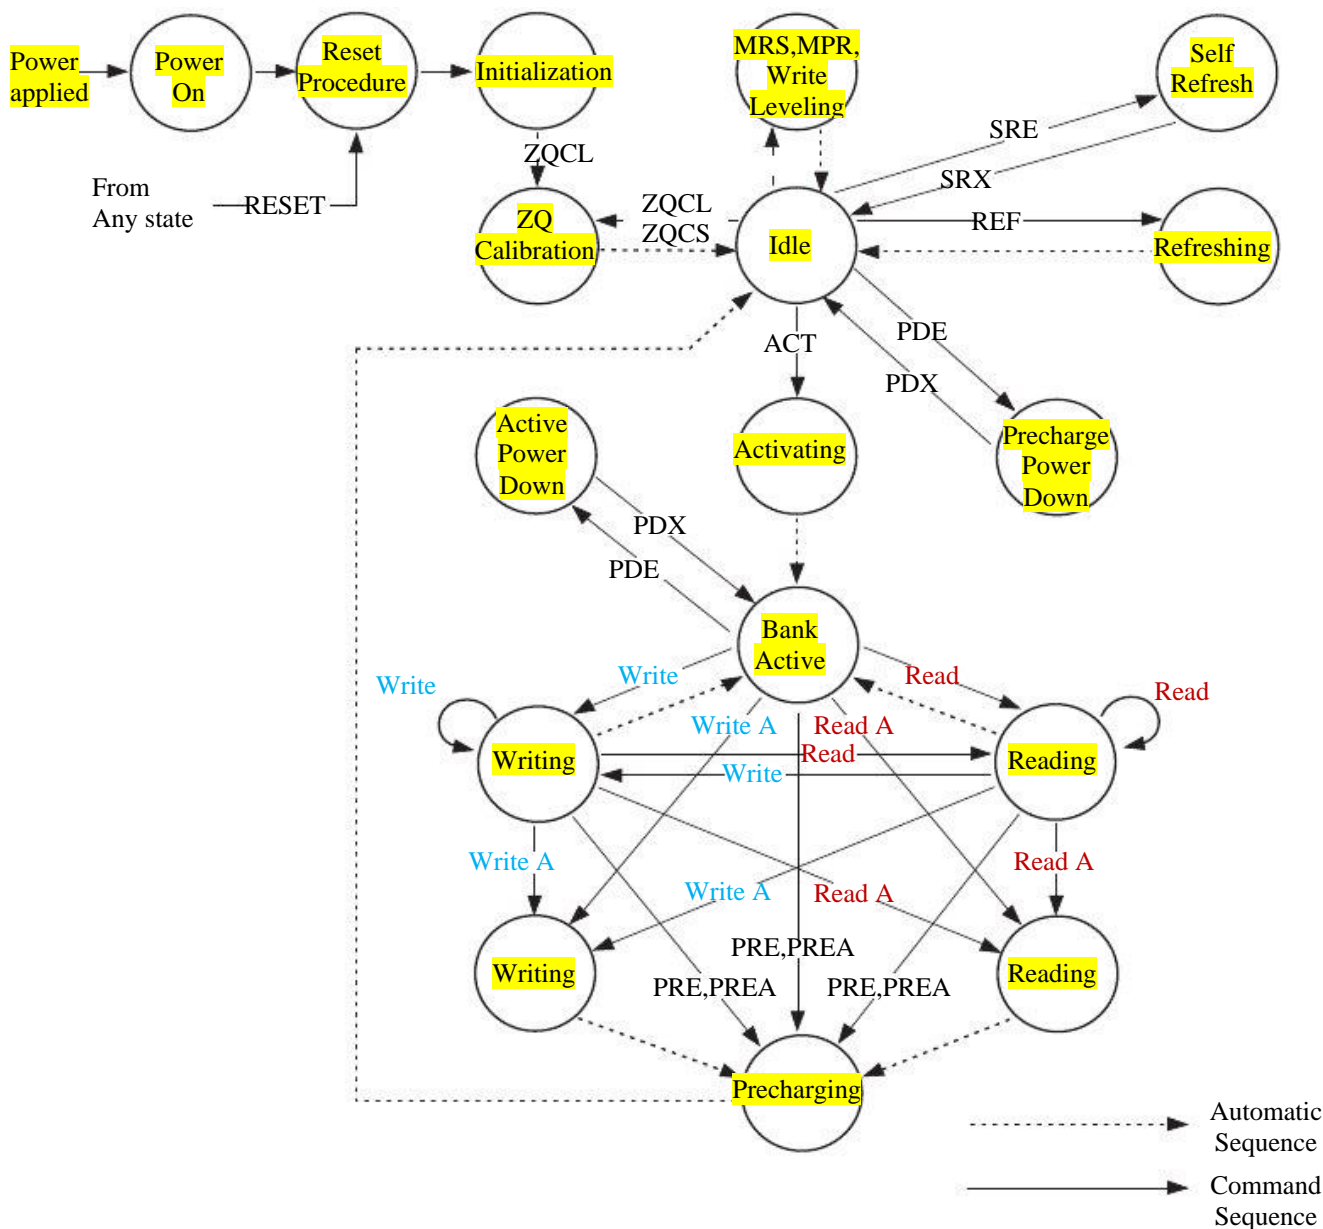 Power
applied
Power
On
Reset
Procedure
Initialization
MRS,MPR,
Write
Leveling
Self
Refresh
From
Any state
RESET
ZQCL
SRE
SRX
ZQ
Calibration
ZQCL
ZQCS
Idle
REF
Refreshing
ACT
PDE
PDX
Active
Power
Down
Activating
Precharge
Power
Down
PDX
PDE
Bank
Active
Write
Write
Read
Read
Write A
Read A
Writing
Read
Write
Reading
Write A
Write A
Read A
Read A
Writing
PRE,PREA
PRE,PREA
PRE,PREA
Reading
Precharging
Automatic
Sequence
Command
Sequence